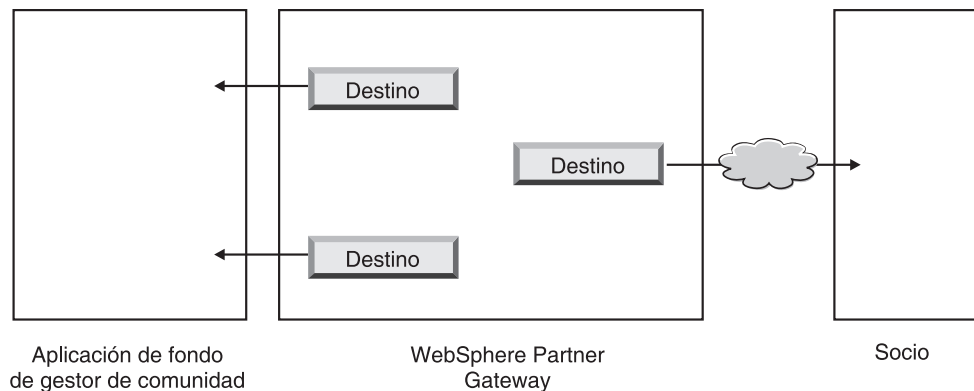 Destino
Destino
Destino
Aplicación de fondo
de gestor de comunidad
WebSphere Partner
Gateway
Socio